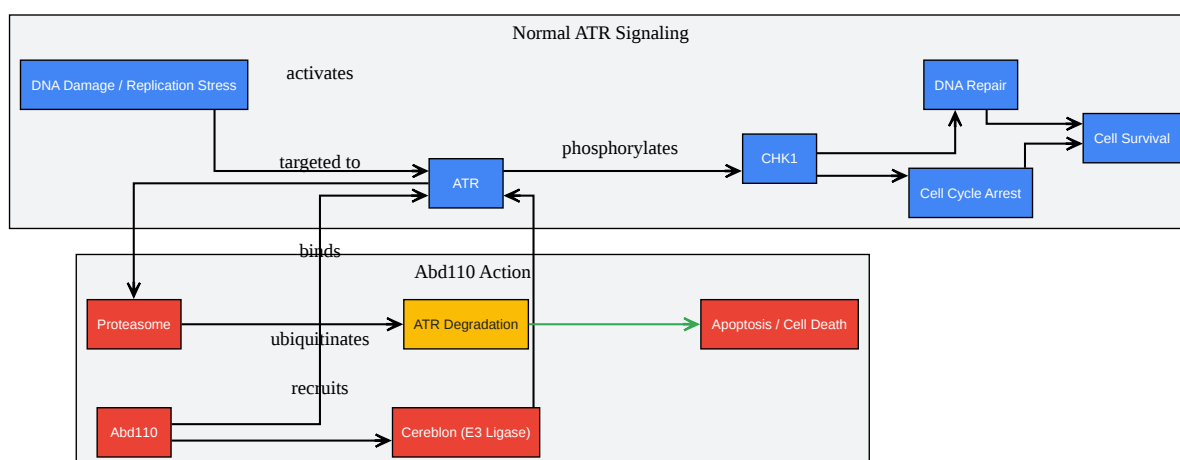 Normal ATR Signaling
DNA Damage / Replication Stress
activates
DNA Repair
Cell Survival
phosphorylates
CHK1
targeted to
ATR
Cell Cycle Arrest
binds
Abd110 Action
Proteasome
ATR Degradation
Apoptosis / Cell Death
ubiquitinates
recruits
Abd110
Cereblon (E3 Ligase)